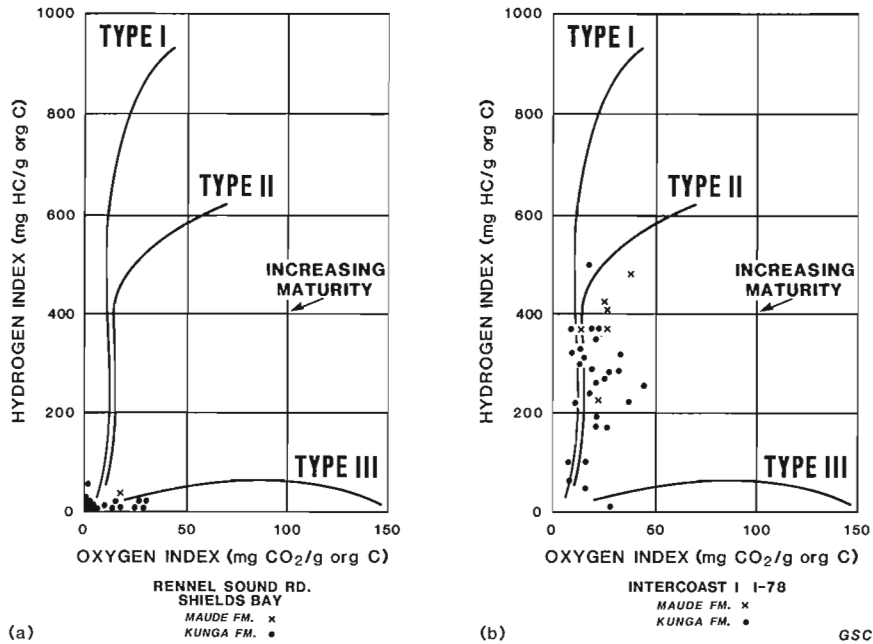 1000
800
600
400
200
0
HYDROGEN INDEX (mg HC/g org C)
TYPE I
TYPE II
INCREASING
MATURITY
TYPE III
0 50 100 150
OXYGEN INDEX (mg CO2/g org C)
RENNEL SOUND RD.
SHIELDS BAY
MAUDE FM. x
KUNGA FM. •
(a)
1000
800
600
400
200
0
HYDROGEN INDEX (mg HC/g org C)
TYPE I
TYPE II
INCREASING
MATURITY
TYPE III
0 50 100 150
OXYGEN INDEX (mg CO2/g org C)
INTERCOAST I I-78
MAUDE FM. x
KUNGA FM. •
(b)
GSC